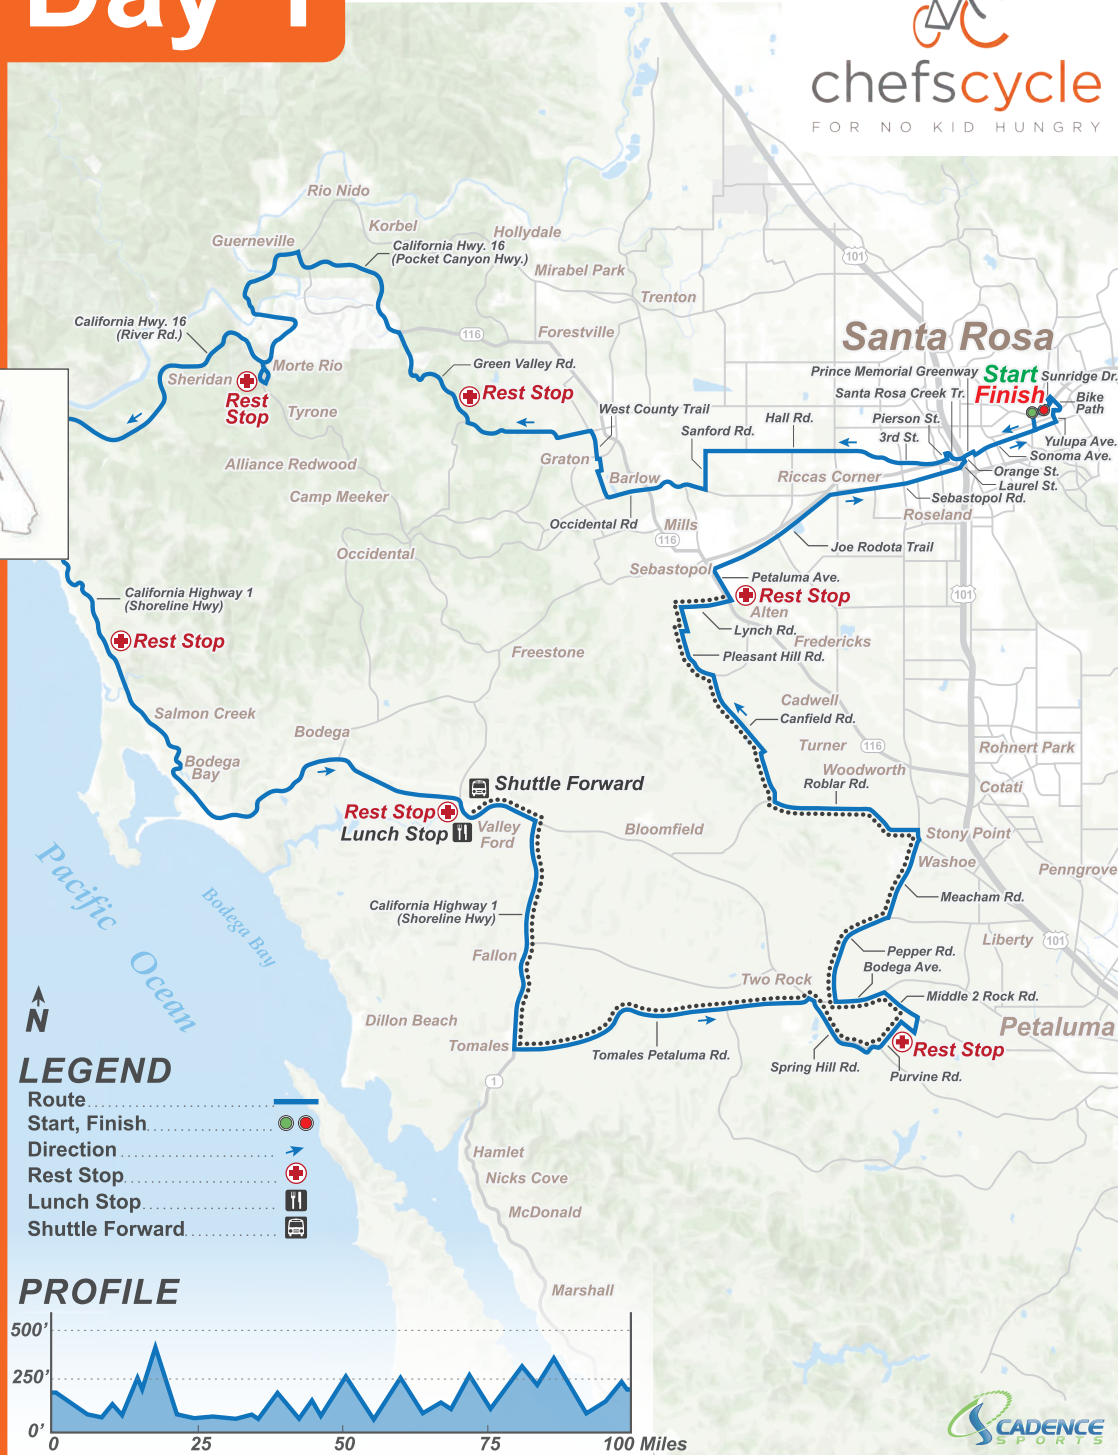 Day 1
chefscycle
FOR NO KID HUNGRY
Rio Nido
Korbel
Hollydale
Guerneville
California Hwy. 16
(Pocket Canyon Hwy.)
Mirabel Park
101
Trenton
California Hwy. 16
(River Rd.)
116
Forestville
Santa Rosa
Morte Rio
Green Valley Rd.
Prince Memorial Greenway
Start
Sunridge Dr.
Sheridan
Rest
Stop
Rest Stop
Santa Rosa Creek Tr.
Finish
Bike
Path
Tyrone
West County Trail
Hall Rd.
Pierson St.
Sanford Rd.
3rd St.
Yulupa Ave.
Sonoma Ave.
Graton
Alliance Redwood
Barlow
Riccas Corner
Orange St.
Laurel St.
Camp Meeker
Sebastopol Rd.
Occidental Rd
Mills
Roseland
116
Occidental
Joe Rodota Trail
Sebastopol
Petaluma Ave.
California Highway 1
(Shoreline Hwy)
Rest Stop
101
Alten
Lynch Rd.
Rest Stop
Fredericks
Freestone
Pleasant Hill Rd.
Salmon Creek
Cadwell
Canfield Rd.
Bodega
Turner
116
Rohnert Park
Bodega
Bay
Woodworth
Shuttle Forward
Roblar Rd.
Cotati
Rest Stop
Lunch Stop
Valley
Ford
Bloomfield
Stony Point
Washoe
Penngrove
Pacific Ocean
Bodega Bay
California Highway 1
(Shoreline Hwy)
Meacham Rd.
Liberty
101
Fallon
Pepper Rd.
Bodega Ave.
Two Rock
Middle 2 Rock Rd.
N
Dillon Beach
Petaluma
Tomales
Tomales Petaluma Rd.
Rest Stop
Spring Hill Rd.
Purvine Rd.
1
LEGEND
Route
Start, Finish
Direction
Rest Stop
Lunch Stop
Shuttle Forward
Hamlet
Nicks Cove
McDonald
Marshall
PROFILE
500'
250'
0'
0 25 50 75 100 Miles
CADENCE
SPORTS